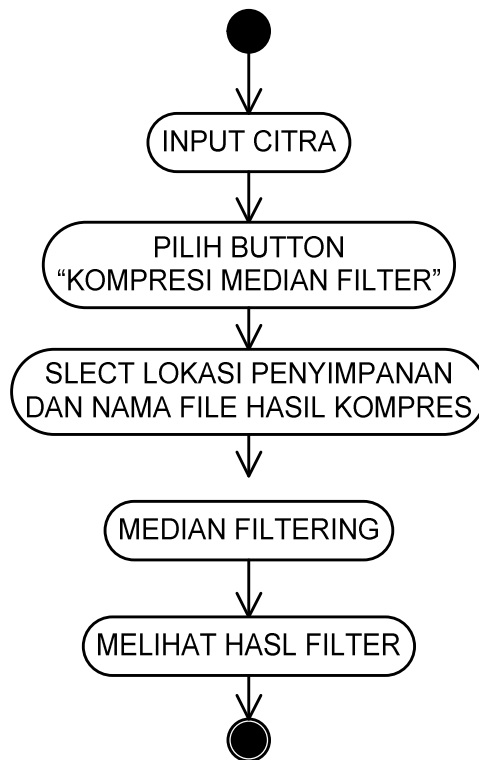 INPUT CITRA
PILIH BUTTON
“KOMPRESI MEDIAN FILTER”
SLECT LOKASI PENYIMPANAN
DAN NAMA FILE HASIL KOMPRES
MEDIAN FILTERING
MELIHAT HASL FILTER